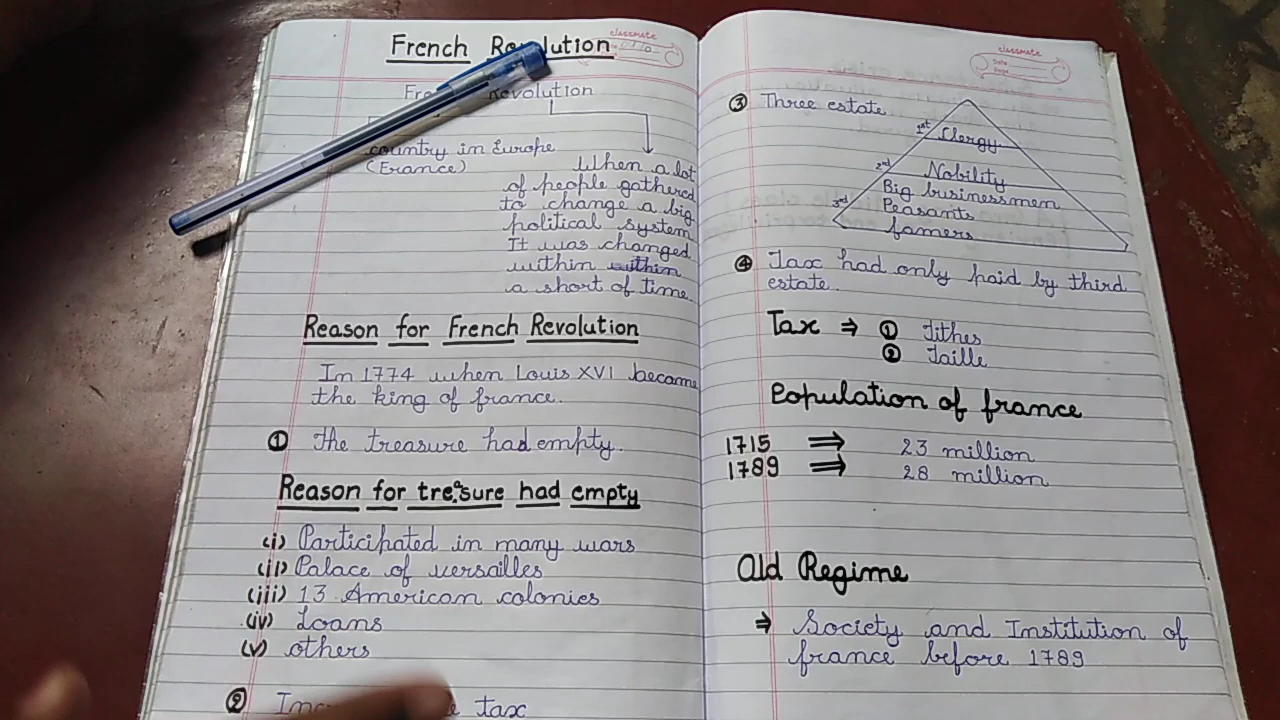 French Revolution
classmate
Revolution
country in Europe
(France)
When a lot
of people gathered
to change a big
political system
It was changed
within within
a short of time.
Reason for French Revolution
In 1774 when Louis XVI became
the king of france.
① The treasure had empty.
Reason for treasure had empty
(i) Participated in many wars
(ii) Palace of versailles
(iii) 13 American colonies
(iv) Loans
(v) others
② tax
classmate
Date
Page
③ Three estate
1st Clergy
2nd Nobility
Big businessmen
3rd Peasants
famers
④ Tax had only paid by third
estate.
Tax ⇒ ① Tithes
② Taille
Population of france
1715 ⇒ 23 million
1789 ⇒ 28 million
Old Regime
⇒ Society and Institution of
france before 1789